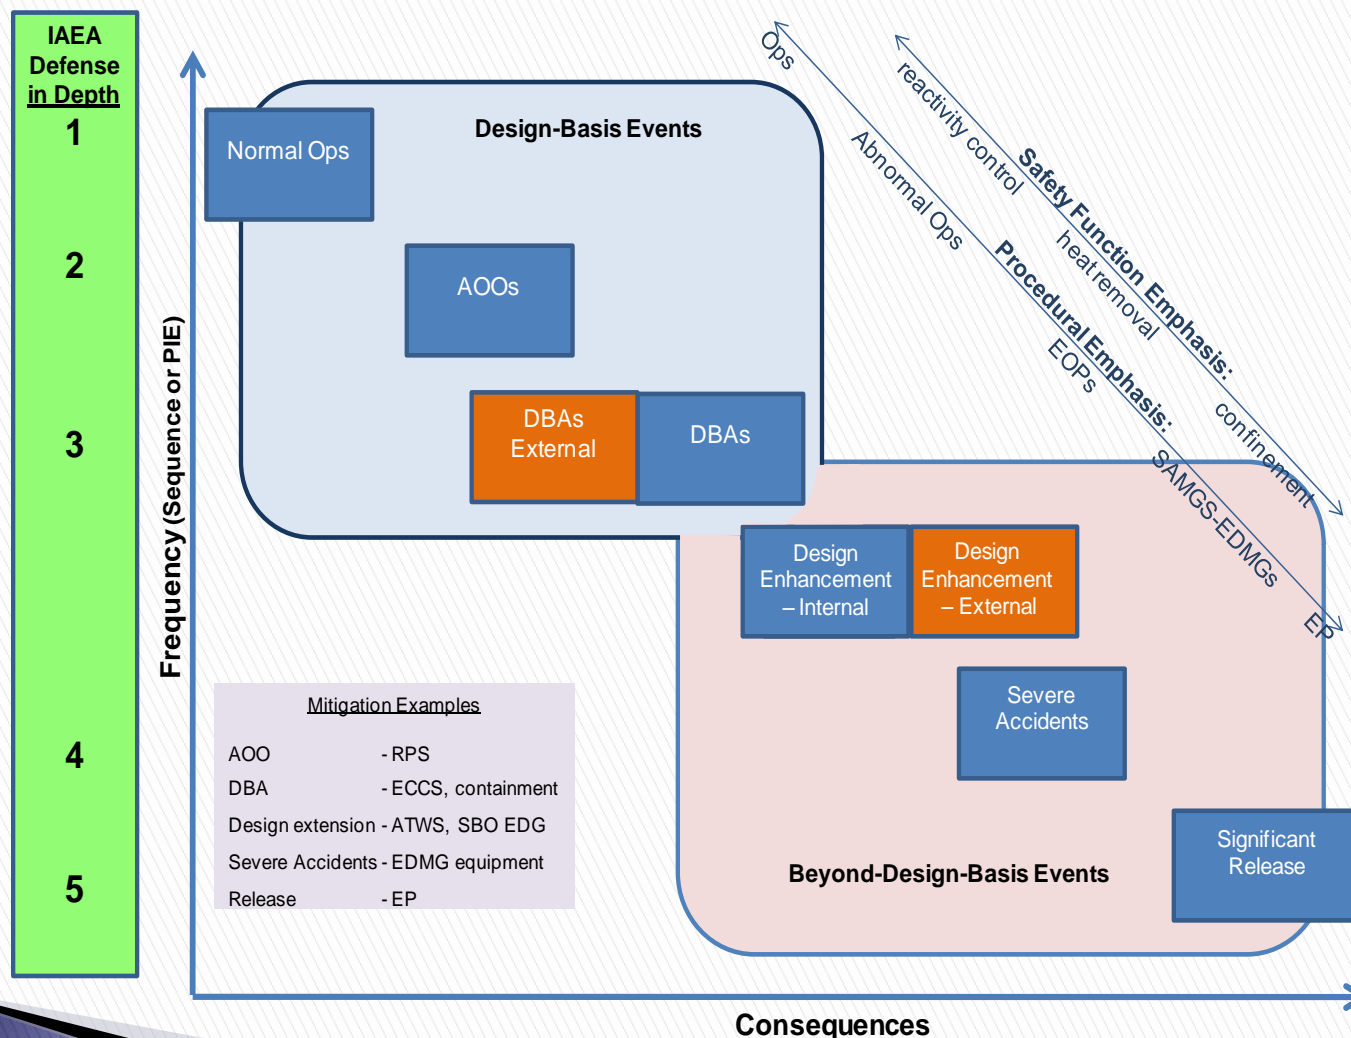 IAEA
Defense
in Depth
1
2
3
4
5
Frequency (Sequence or PIE)
Design-Basis Events
Normal Ops
AOOs
DBAs
External
DBAs
Design
Enhancement
– Internal
Design
Enhancement
– External
Severe
Accidents
Significant
Release
Beyond-Design-Basis Events
Ops
Abnormal Ops
Procedural Emphasis:
EOPs
SAMGS-EDMGs
EP
reactivity control
Safety Function Emphasis:
heat removal
confinement
Mitigation Examples
AOO - RPS
DBA - ECCS, containment
Design extension - ATWS, SBO EDG
Severe Accidents - EDMG equipment
Release - EP
Consequences